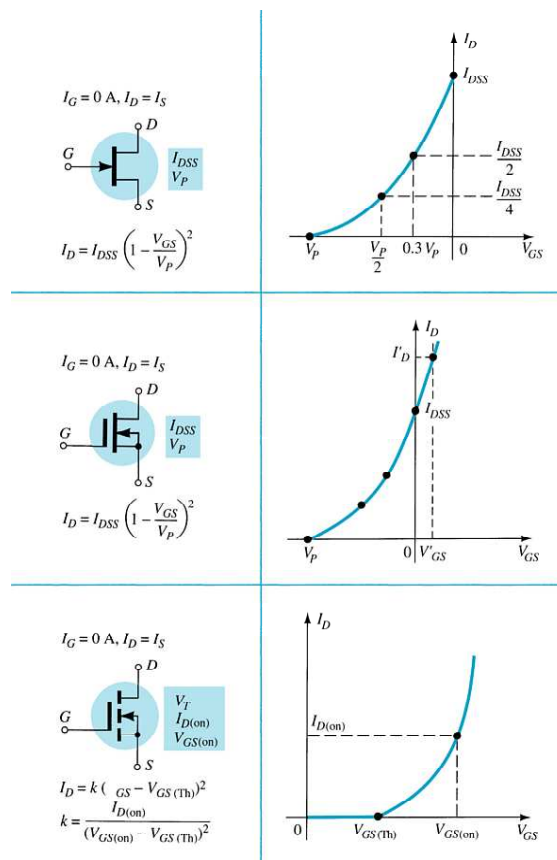 I_G = 0 A, I_D = I_S
D
G
I_DSS
V_P
S
I_D = I_DSS (1 - V_GS/V_P)^2
I_D
I_DSS
I_DSS/2
I_DSS/4
V_P
V_P/2
0.3 V_P
0
V_GS
I_G = 0 A, I_D = I_S
D
G
I_DSS
V_P
S
I_D = I_DSS (1 - V_GS/V_P)^2
I_D
I'_D
I_DSS
V_P
0
V'_GS
V_GS
I_G = 0 A, I_D = I_S
D
G
V_T
I_D(on)
V_GS(on)
S
I_D = k ( _GS - V_GS (Th))^2
k = I_D(on)/(V_GS(on) - V_GS (Th))^2
I_D
I_D(on)
0
V_GS(Th)
V_GS(on)
V_GS